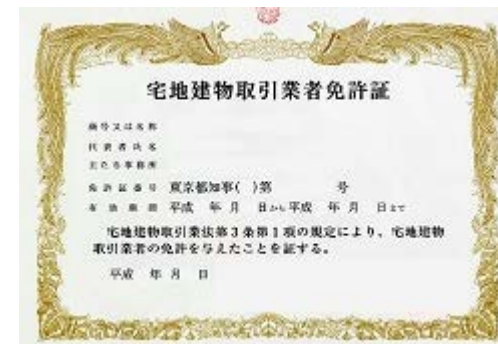 宅地建物取引業者免許証
商号又は名称
代表者氏名
主たる事務所
免許証番号 東京都知事( )第 号
有効期間 平成 年 月 日から平成 年 月 日まで
宅地建物取引業法第3条第1項の規定により、宅地建物
取引業者の免許を与えたことを証する。
平成 年 月 日